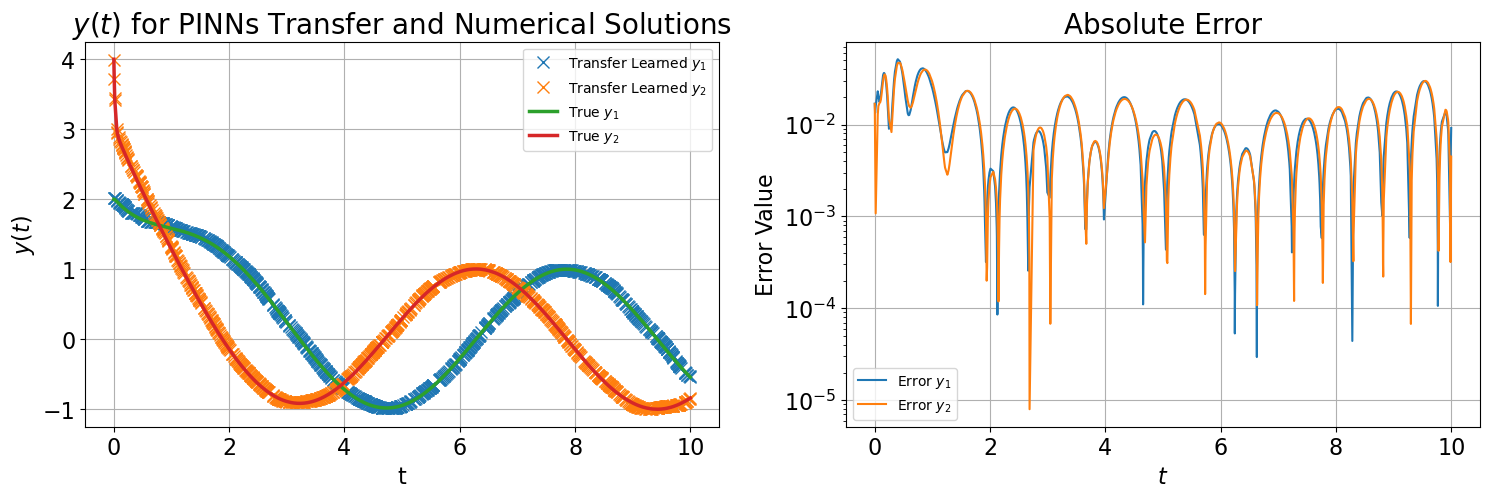 y(t) for PINNs Transfer and Numerical Solutions
y(t)
4
3
2
1
0
−1
Transfer Learned y₁
Transfer Learned y₂
True y₁
True y₂
0 2 4 6 8 10
t
Absolute Error
Error Value
10⁻²
10⁻³
10⁻⁴
10⁻⁵
Error y₁
Error y₂
0 2 4 6 8 10
t